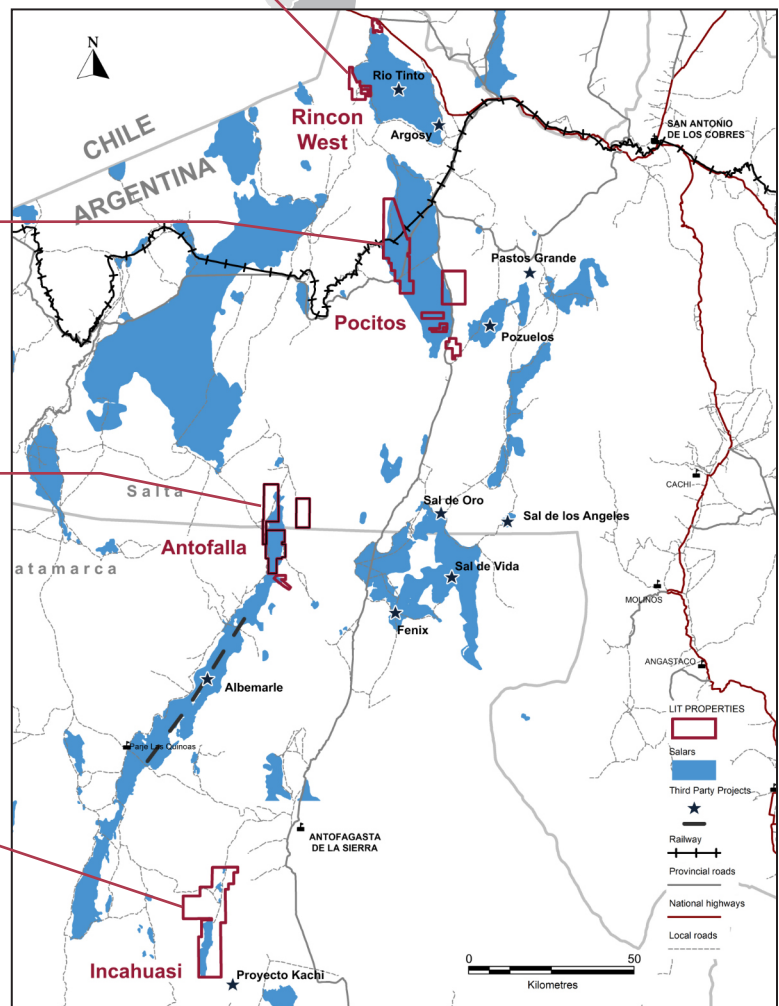 N
CHILE
ARGENTINA
Rio Tinto
Rincon
West
Argosy
SAN ANTONIO
DE LOS COBRES
Pastos Grande
Pocitos
Pozuelos
CACHI
Salta
Sal de Oro
Sal de los Angeles
Antofalla
atamarca
Sal de Vida
MOLINOS
Fenix
ANGASTACO
Albemarle
Parje Las Quinoas
LIT PROPERTIES
Salars
Third Party Projects
Railway
Provincial roads
National highways
Local roads
ANTOFAGASTA
DE LA SIERRA
Incahuasi
Proyecto Kachi
0 50
Kilometres